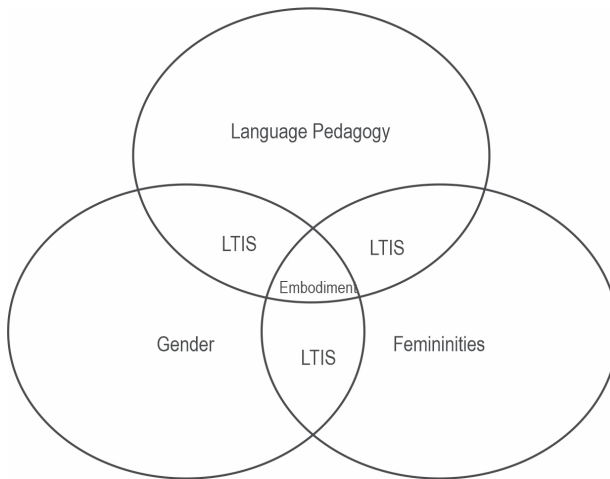 Language Pedagogy
LTIS
LTIS
Embodiment
Gender
Femininities
LTIS